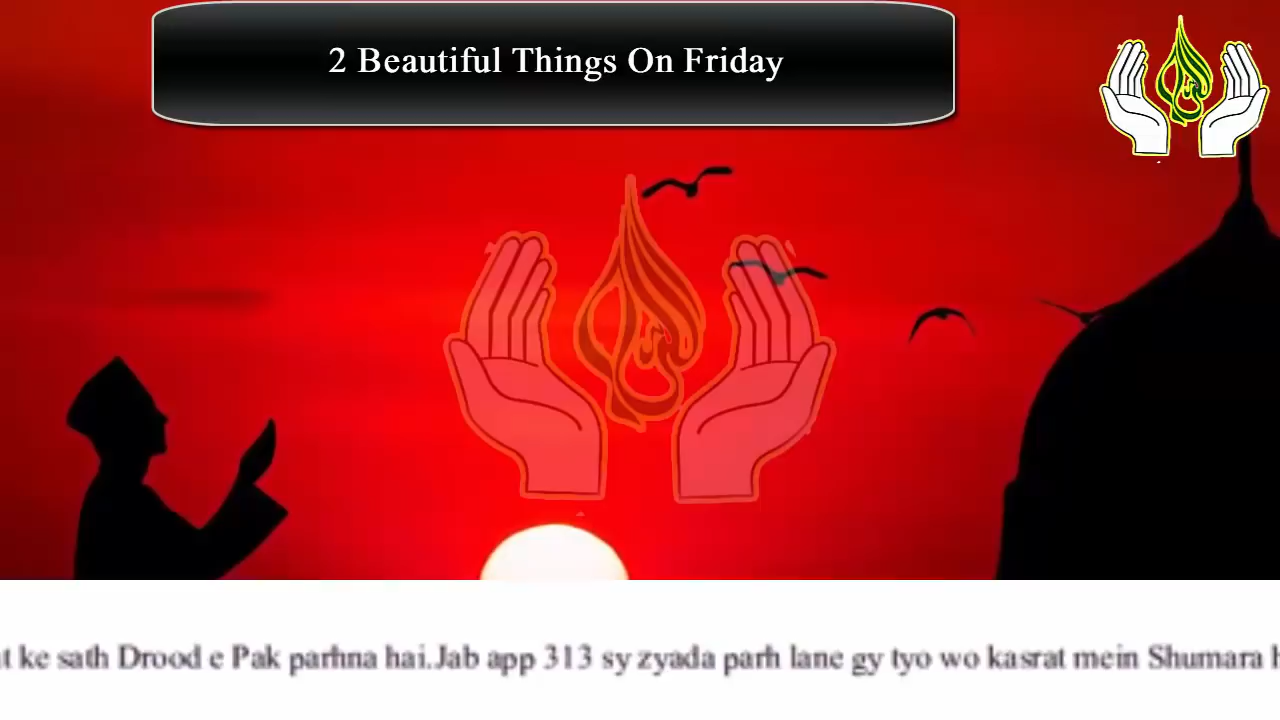 2 Beautiful Things On Friday
t ke sath Drood e Pak parhna hai.Jab app 313 sy zyada parh lane gy tyo wo kasrat mein Shumara h